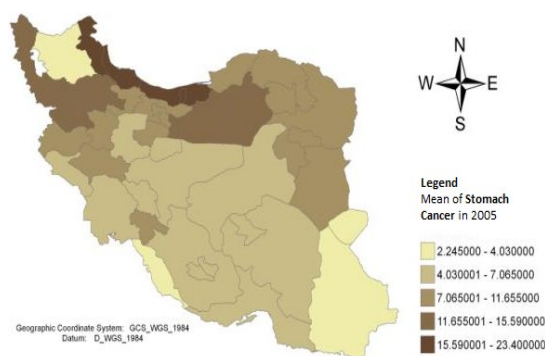 N
W E
S
Legend
Mean of Stomach
Cancer in 2005
2.245000 - 4.030000
4.030001 - 7.065000
7.065001 - 11.655000
11.655001 - 15.590000
15.590001 - 23.400000
Geographic Coordinate System: GCS_WGS_1984
Datum: D_WGS_1984